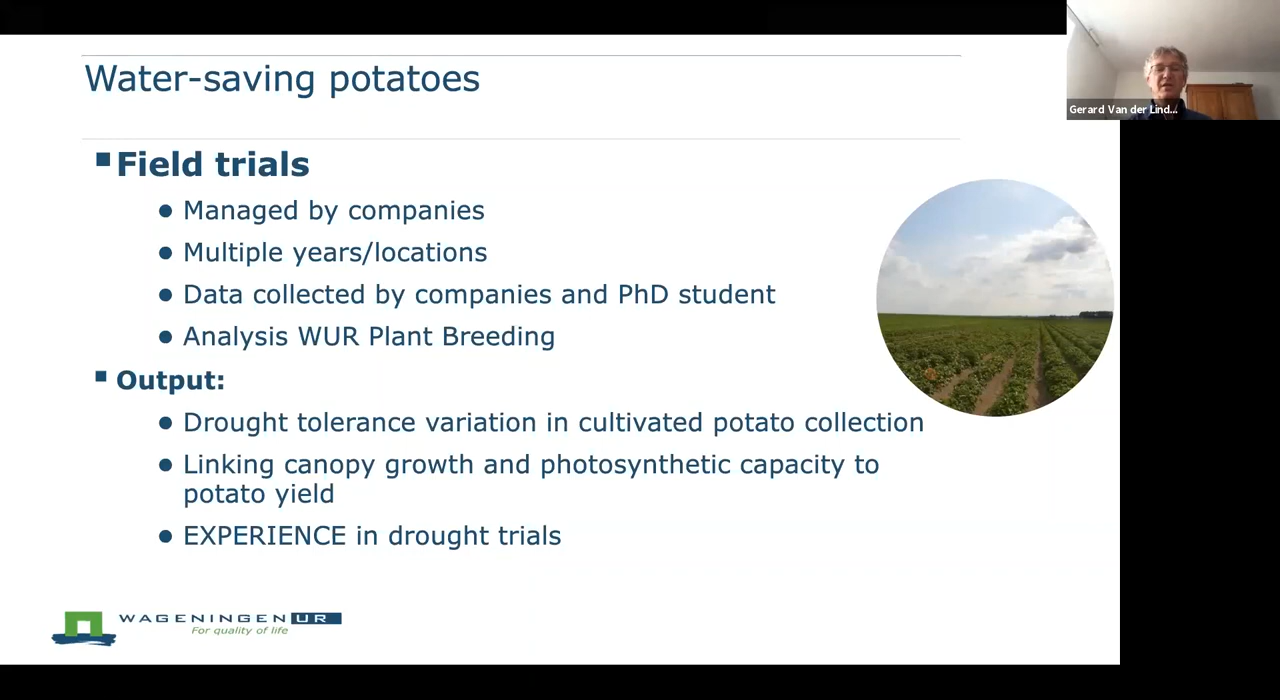 Water-saving potatoes
Gerard Van der Lind...
Field trials
Managed by companies
Multiple years/locations
Data collected by companies and PhD student
Analysis WUR Plant Breeding
Output:
Drought tolerance variation in cultivated potato collection
Linking canopy growth and photosynthetic capacity to
potato yield
EXPERIENCE in drought trials
WAGENINGEN UR
For quality of life